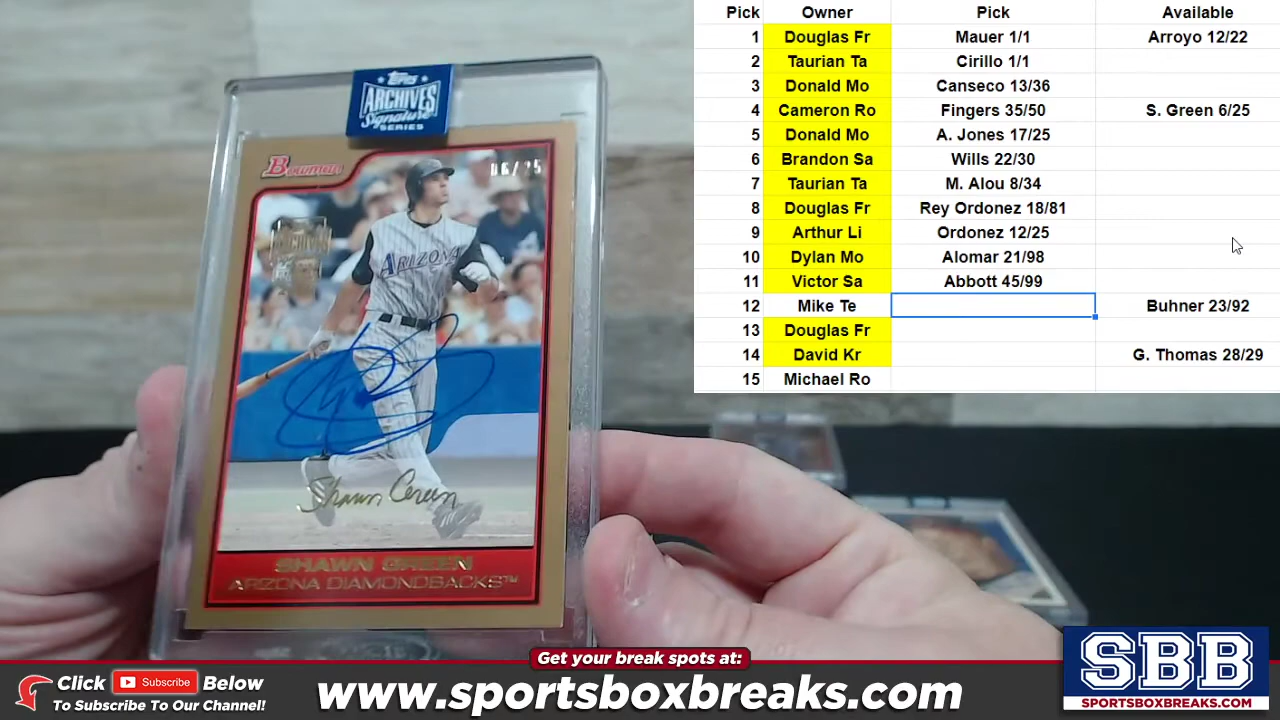 Pick Owner Pick Available
1 Douglas Fr Mauer 1/1 Arroyo 12/22
2 Taurian Ta Cirillo 1/1
3 Donald Mo Canseco 13/36
4 Cameron Ro Fingers 35/50 S. Green 6/25
5 Donald Mo A. Jones 17/25
6 Brandon Sa Wills 22/30
7 Taurian Ta M. Alou 8/34
8 Douglas Fr Rey Ordonez 18/81
9 Arthur Li Ordonez 12/25
10 Dylan Mo Alomar 21/98
11 Victor Sa Abbott 45/99
12 Mike Te Buhner 23/92
13 Douglas Fr
14 David Kr G. Thomas 28/29
15 Michael Ro
TOPPS
ARCHIVES
Signature
SERIES
Bowman
06/25
ARCHIVES
ARIZONA
Shawn Green
SHAWN GREEN
ARIZONA DIAMONDBACKS™
Get your break spots at:
Click Subscribe Below
To Subscribe To Our Channel!
www.sportsboxbreaks.com
SBB
SPORTSBOXBREAKS.COM